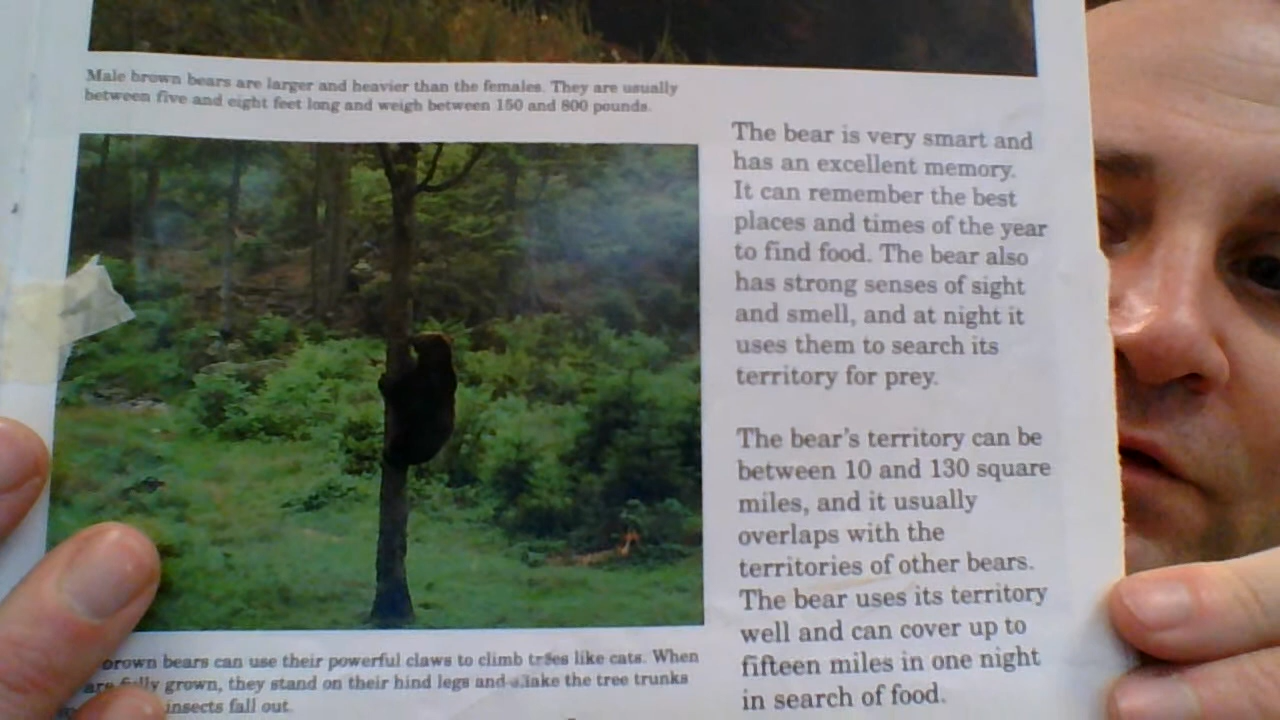 Male brown bears are larger and heavier than the females. They are usually
between five and eight feet long and weigh between 150 and 800 pounds.
The bear is very smart and
has an excellent memory.
It can remember the best
places and times of the year
to find food. The bear also
has strong senses of sight
and smell, and at night it
uses them to search its
territory for prey.
The bear's territory can be
between 10 and 130 square
miles, and it usually
overlaps with the
territories of other bears.
The bear uses its territory
well and can cover up to
fifteen miles in one night
in search of food.
brown bears can use their powerful claws to climb trees like cats. When
are fully grown, they stand on their hind legs and shake the tree trunks
insects fall out.